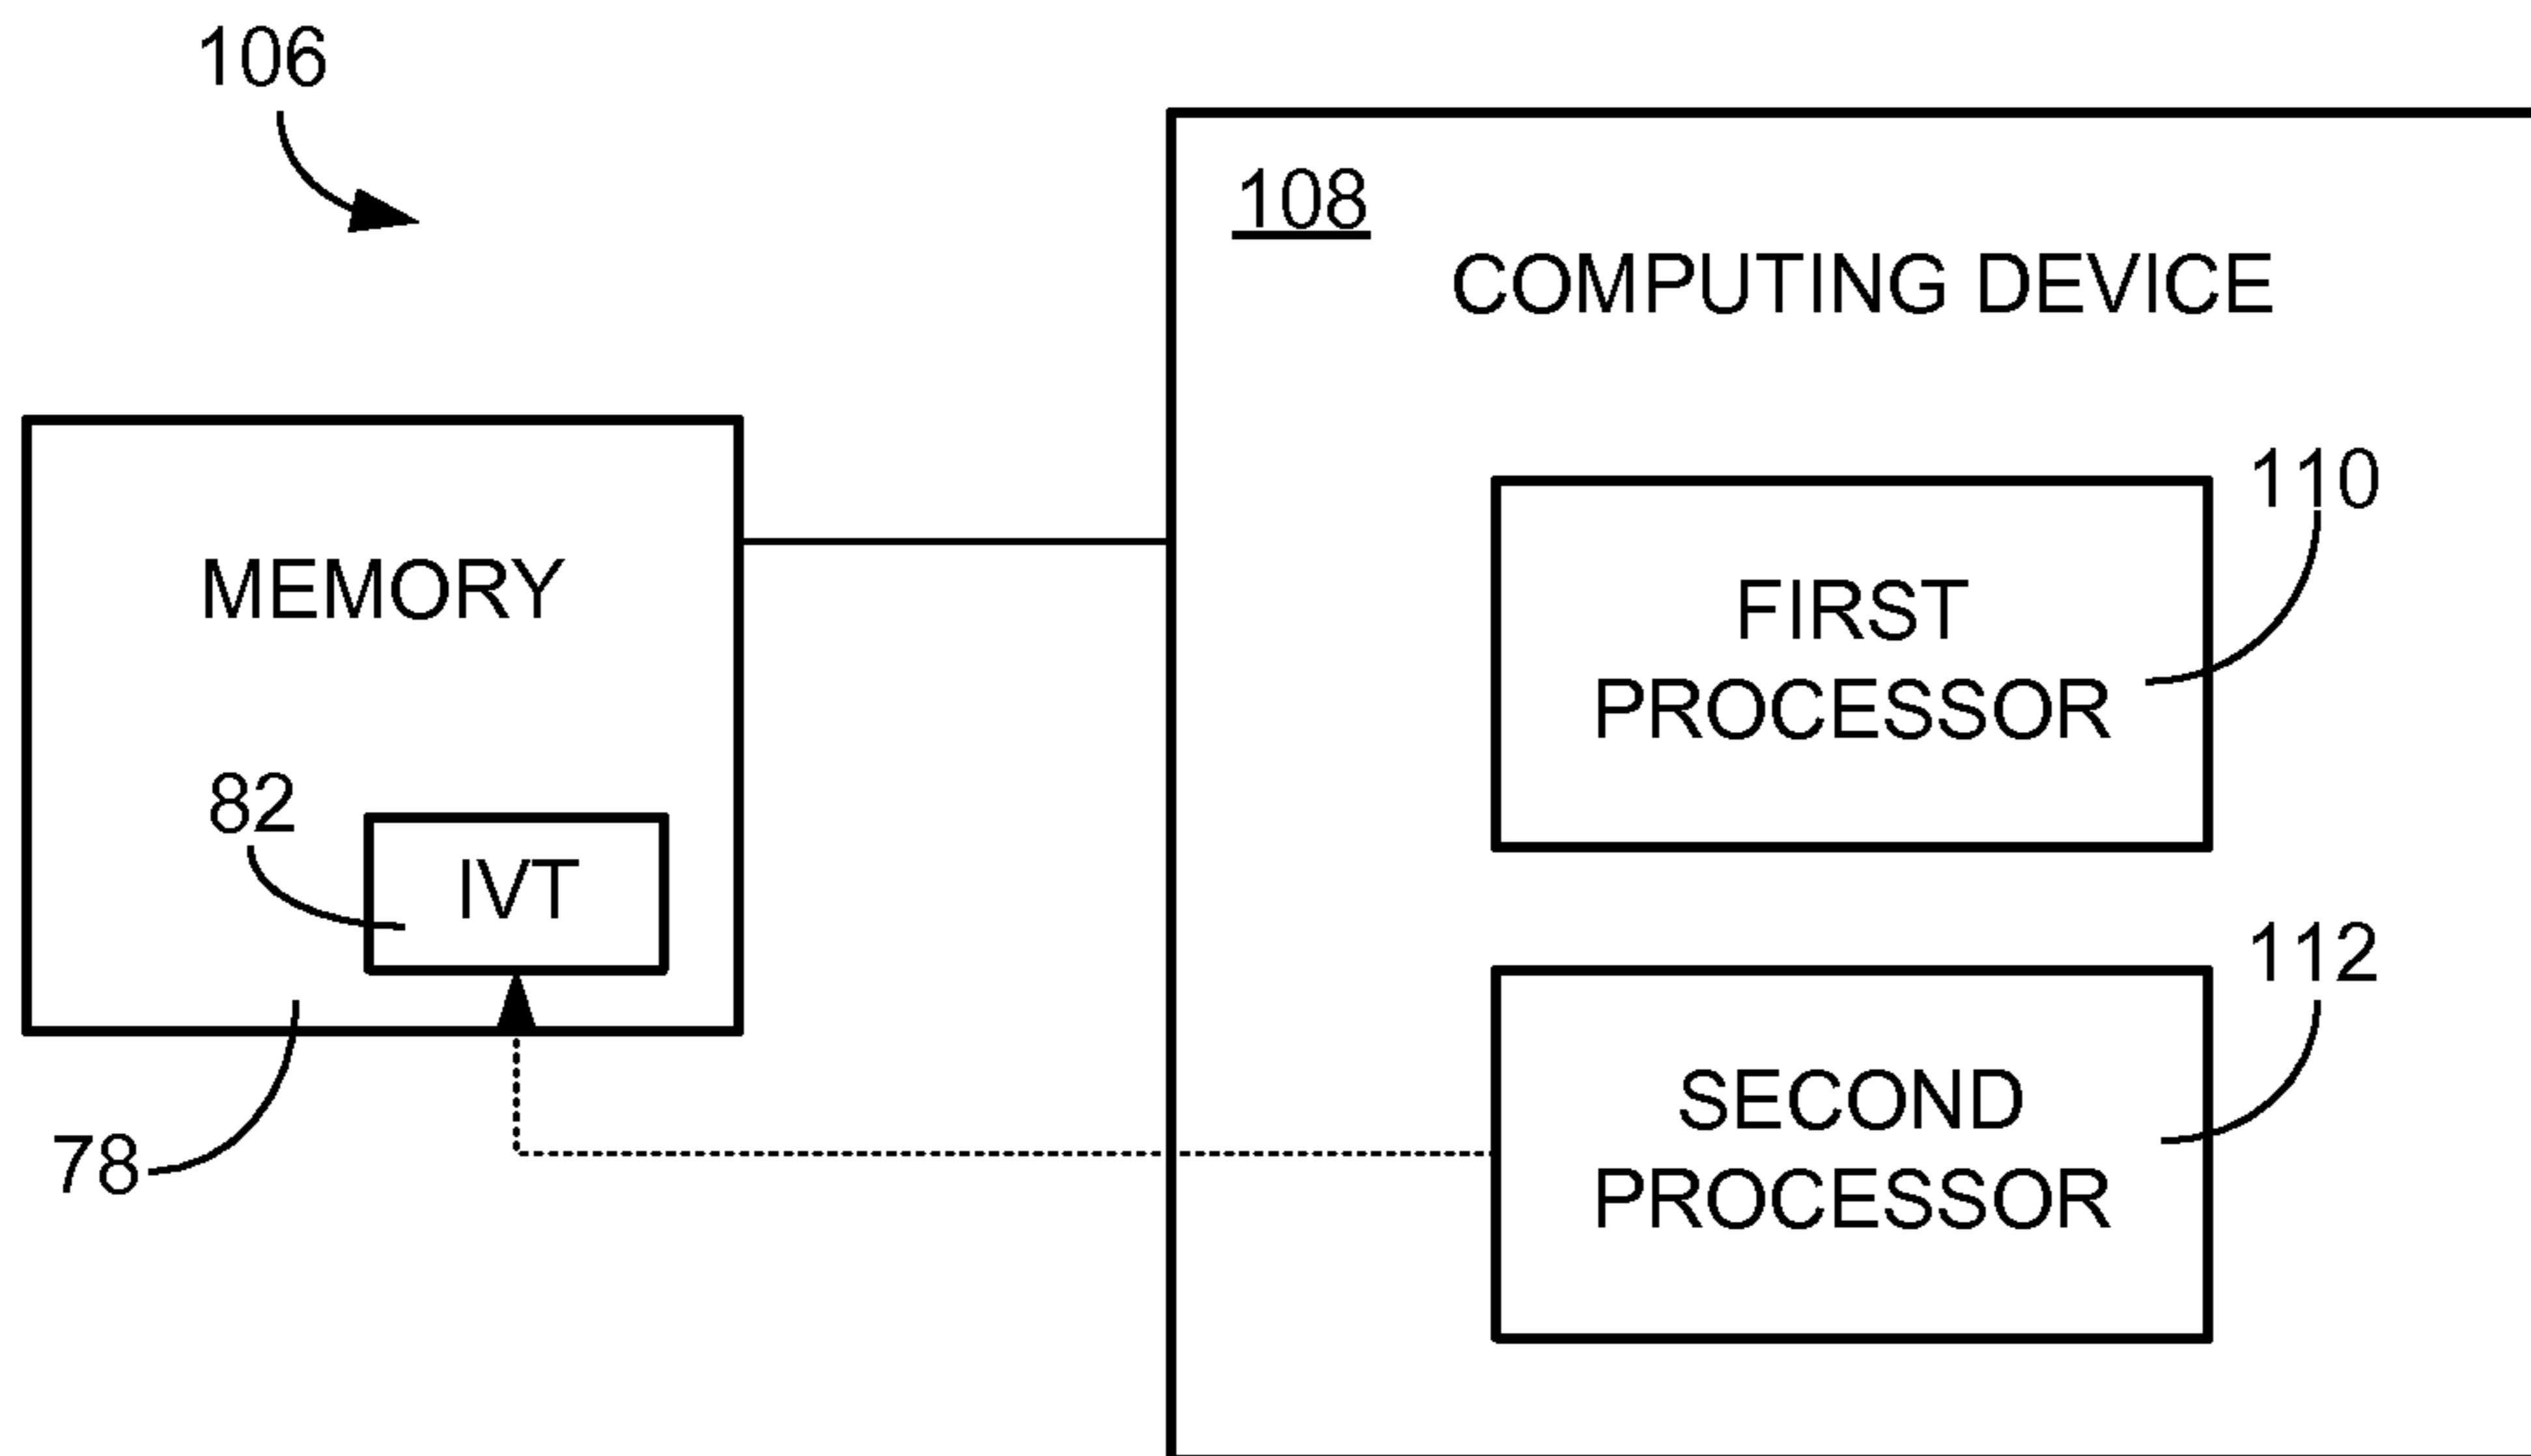 106
108
COMPUTING DEVICE
MEMORY
110
FIRST
PROCESSOR
82
IVT
112
SECOND
PROCESSOR
78